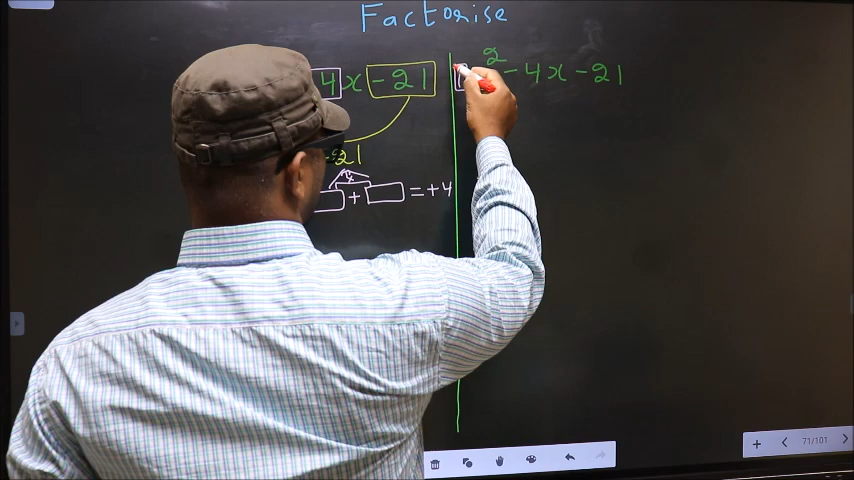 Factorise
4x -21
2 - 4x - 21
-21
+ = +4
71/101